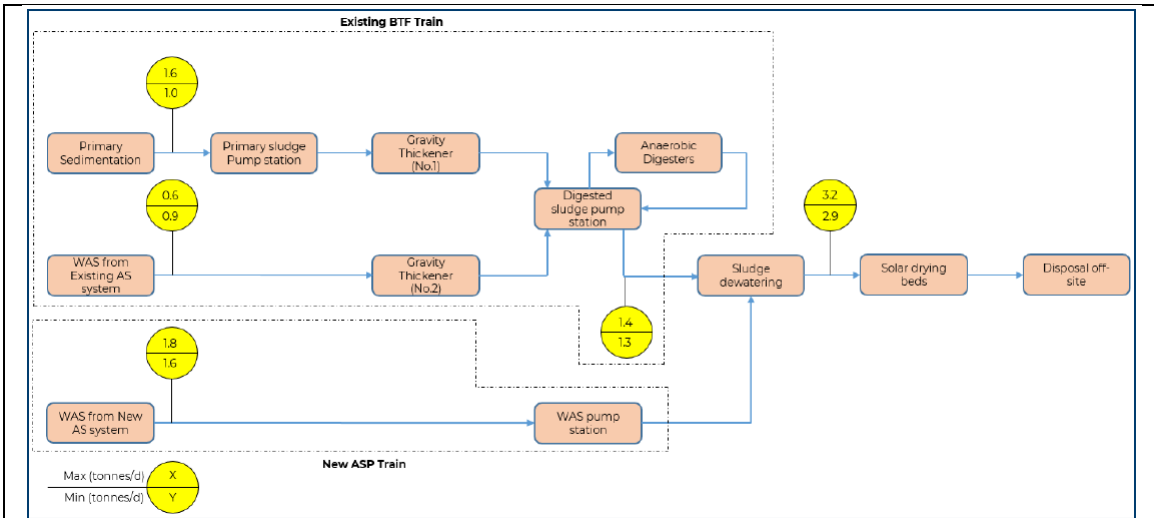 Existing BTF Train
1.6
1.0
Primary
Sedimentation
Primary sludge
Pump station
Gravity
Thickener
(No.1)
Anaerobic
Digesters
0.6
0.9
Digested
sludge pump
station
3.2
2.9
WAS from
Existing AS
system
Gravity
Thickener
(No.2)
Sludge
dewatering
Solar drying
beds
Disposal off-
site
1.4
1.3
1.8
1.6
WAS from New
AS system
WAS pump
station
New ASP Train
Max (tonnes/d)
X
Min (tonnes/d)
Y